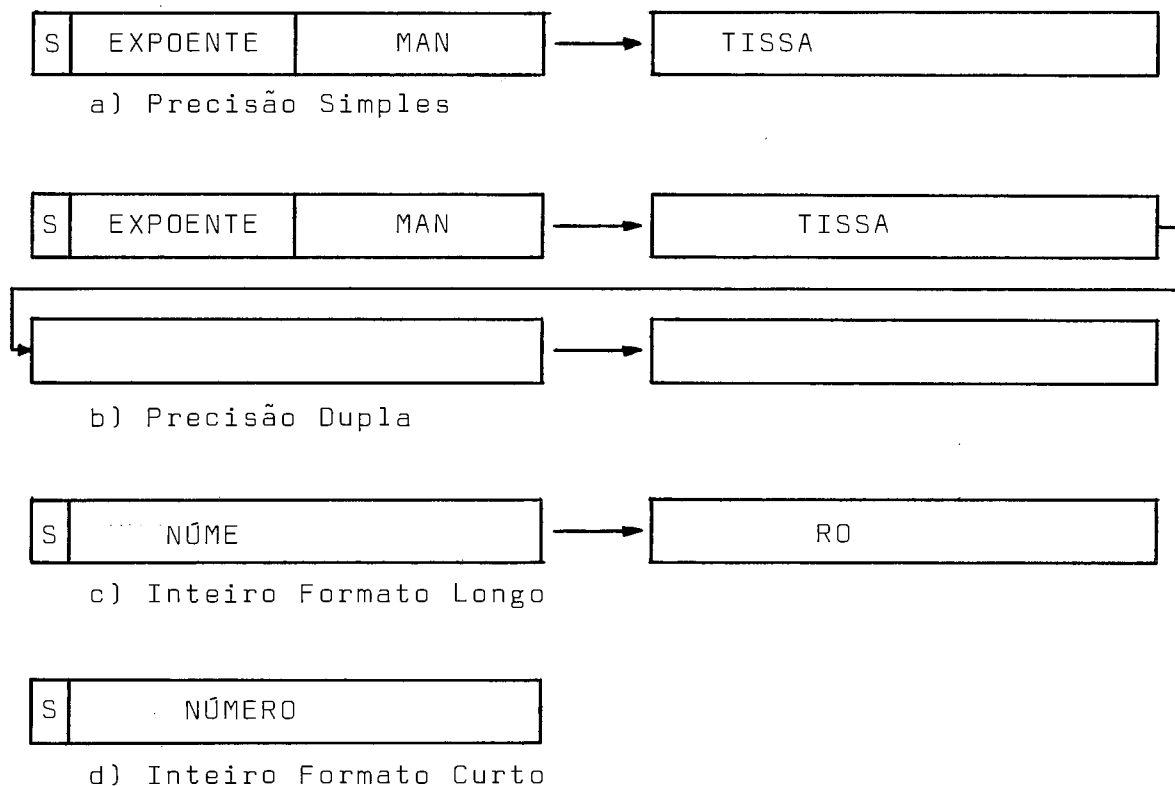 S EXPOENTE MAN TISSA
a) Precisão Simples
S EXPOENTE MAN TISSA
b) Precisão Dupla
S NÚME RO
c) Inteiro Formato Longo
S NÚMERO
d) Inteiro Formato Curto